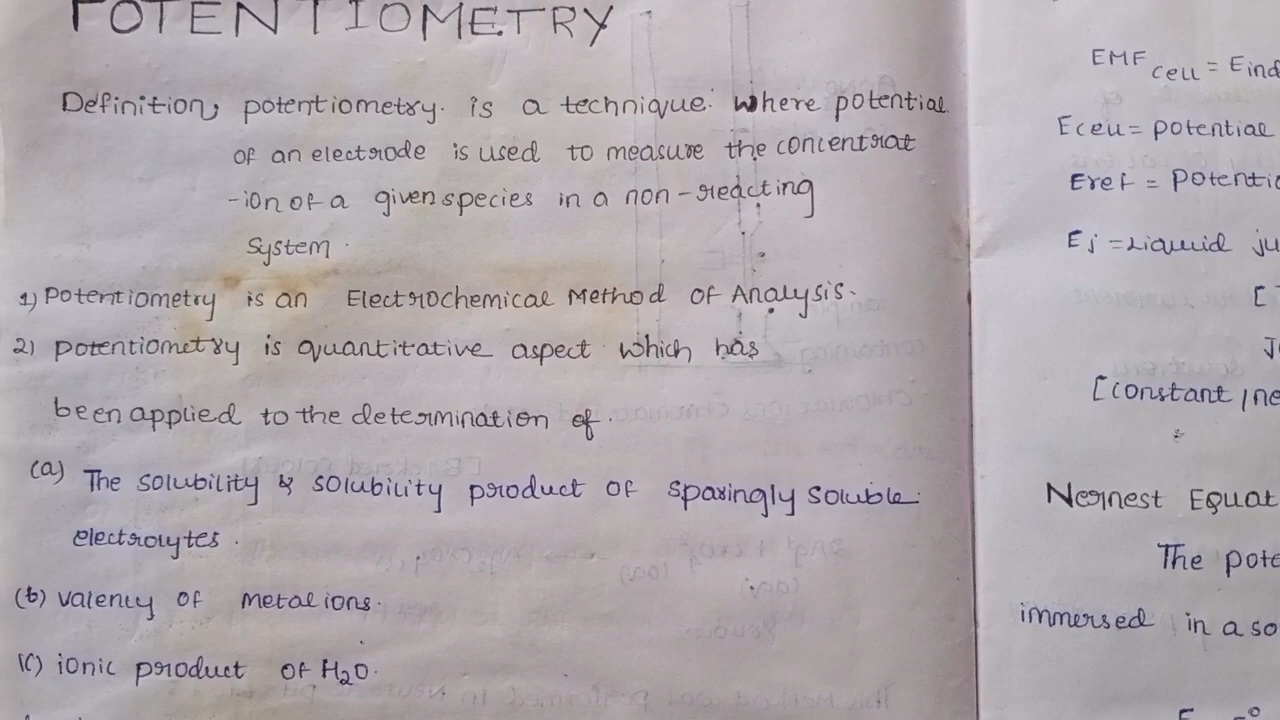 POTENTIOMETRY
Definition, potentiometry. is a technique. where potential
of an electrode is used to measure the concentrat
-ion of a given species in a non-reacting
System.
1) Potentiometry is an Electrochemical Method of Analysis.
2) potentiometry is quantitative aspect which has
been applied to the determination of.
(a) The solubility & solubility product of sparingly soluble.
electrolytes.
(b) valency of metal ions.
(c) ionic product of H₂O.
EMF cell = Eind
Ecell = potential
Eref = Potentic
Ej = Liquid ju
[
J
[constant, ne
Nernest Equat
The pote
immersed in a so